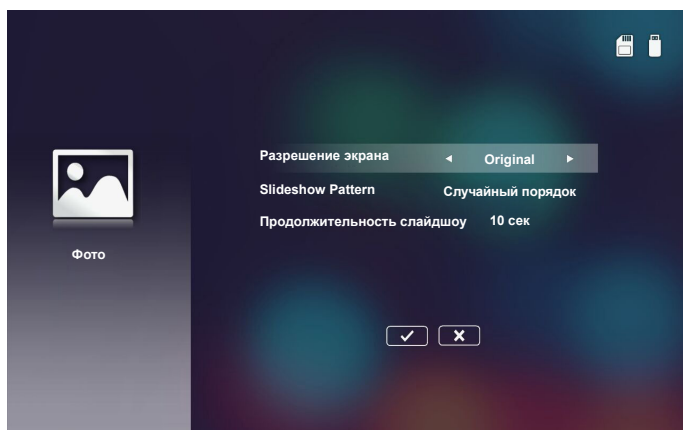 Разрешение экрана
Original
Slideshow Pattern
Случайный порядок
Продолжительность слайдшоу
10 сек
Фото